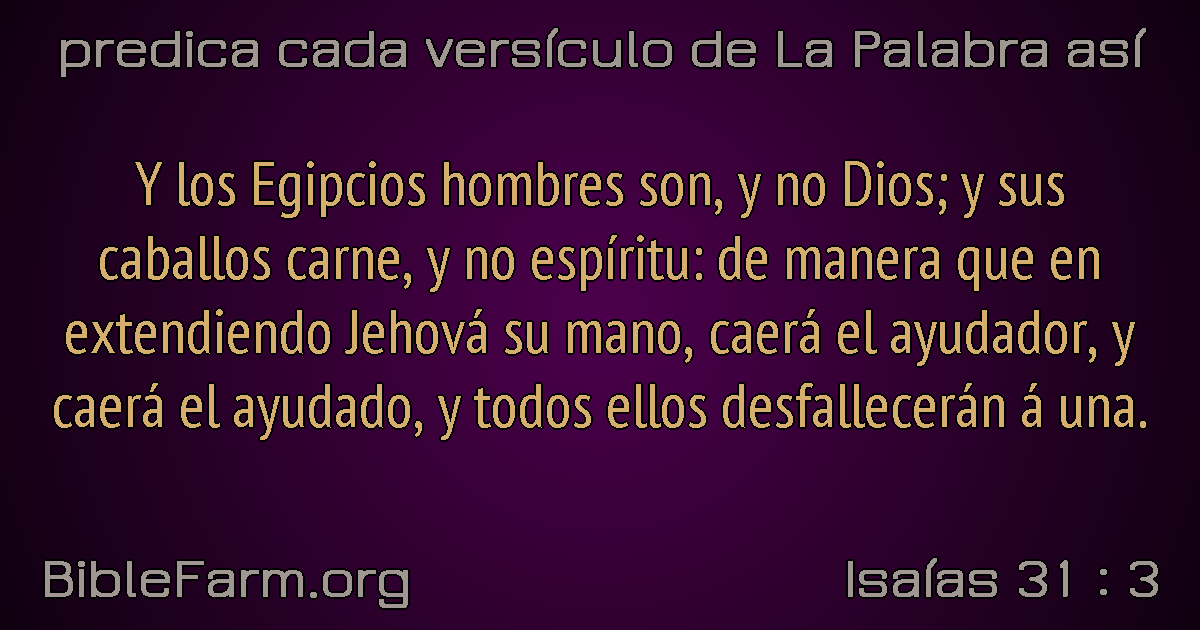 predica cada versículo de La Palabra así
Y los Egipcios hombres son, y no Dios; y sus
caballos carne, y no espíritu: de manera que en
extendiendo Jehová su mano, caerá el ayudador, y
caerá el ayudado, y todos ellos desfallecerán á una.
BibleFarm.org
Isaías 31 : 3